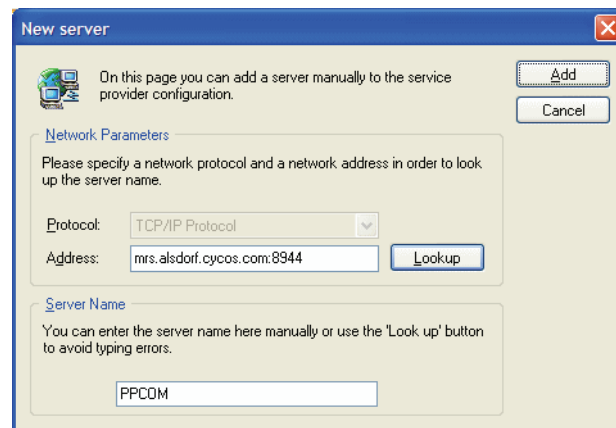 New server
On this page you can add a server manually to the service
provider configuration.
Add
Cancel
Network Parameters
Please specify a network protocol and a network address in order to look
up the server name.
Protocol: TCP/IP Protocol
Address: mrs.alsdorf.cycos.com:8944 Lookup
Server Name
You can enter the server name here manually or use the 'Look up' button
to avoid typing errors.
PPCOM